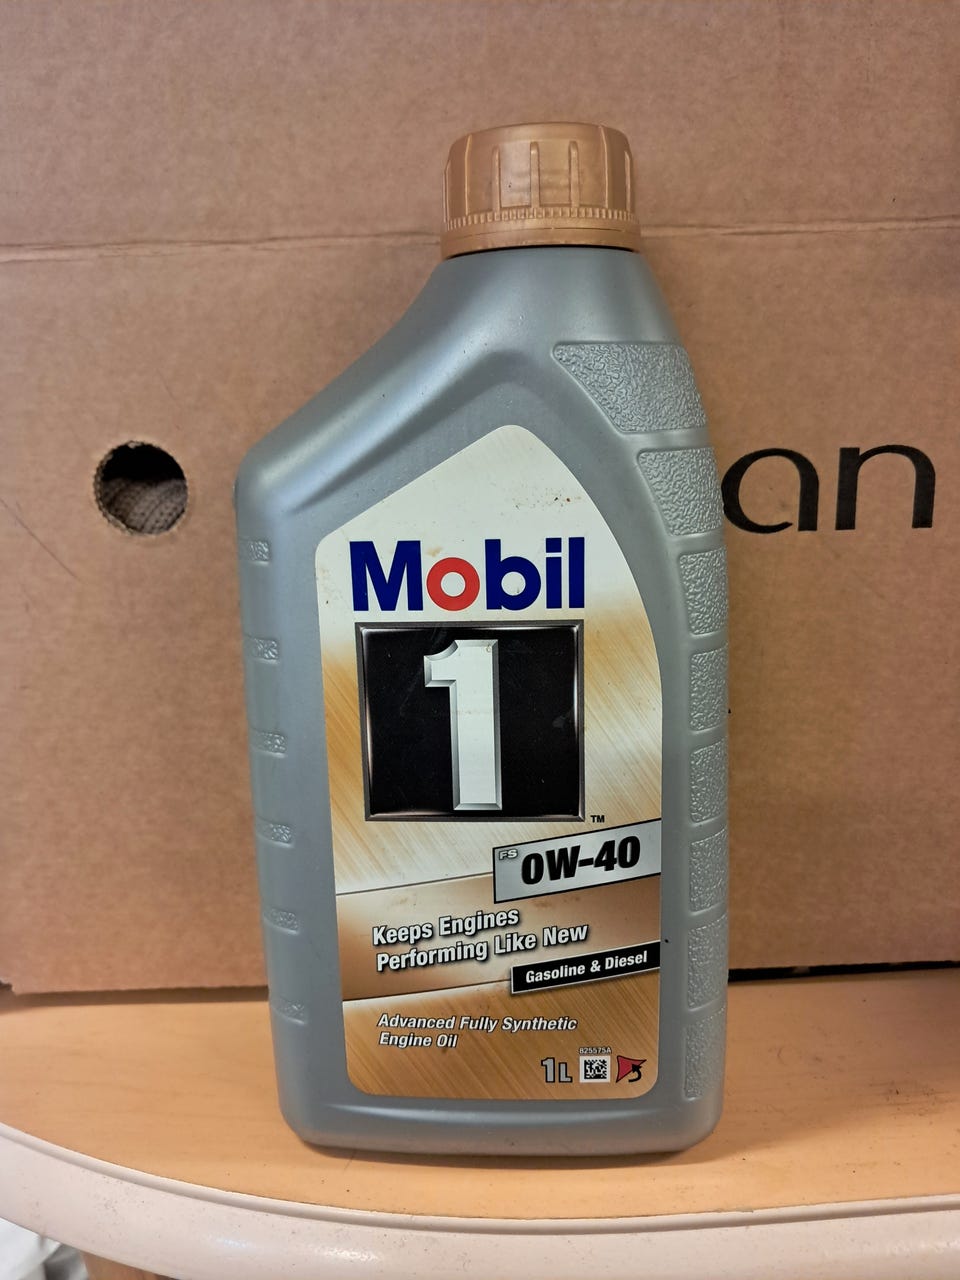 an
Mobil
1
TM
FS 0W-40
Keeps Engines
Performing Like New
Gasoline & Diesel
Advanced Fully Synthetic
Engine Oil
825575A
1L